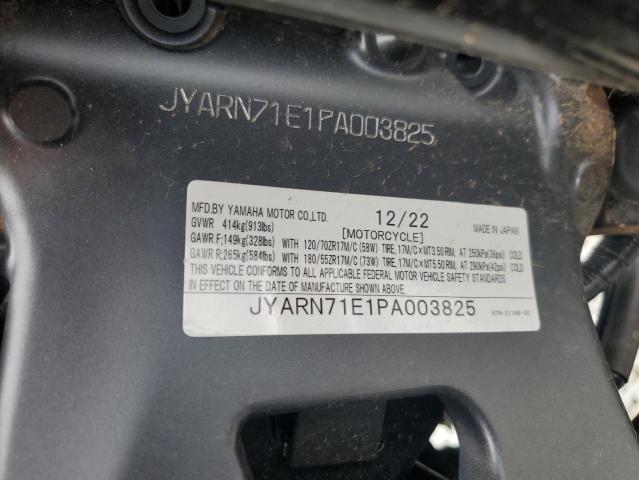 JYARN71E1PA003825
MFD.BY YAMAHA MOTOR CO.,LTD. 12/22 MADE IN JAPAN
GVWR 414kg(913lbs) [MOTORCYCLE]
GAWR F;149kg(328lbs) WITH 120/70ZR17M/C (58W) TIRE, 17M/C×MT3.50 RIM, AT 250kPa(36psi) COLD
GAWR R;265kg(584lbs) WITH 180/55ZR17M/C (73W) TIRE, 17M/C×MT5.50 RIM, AT 290kPa(42psi) COLD
THIS VEHICLE CONFORMS TO ALL APPLICABLE FEDERAL MOTOR VEHICLE SAFETY STANDARDS
IN EFFECT ON THE DATE OF MANUFACTURE SHOWN ABOVE.
JYARN71E1PA003825